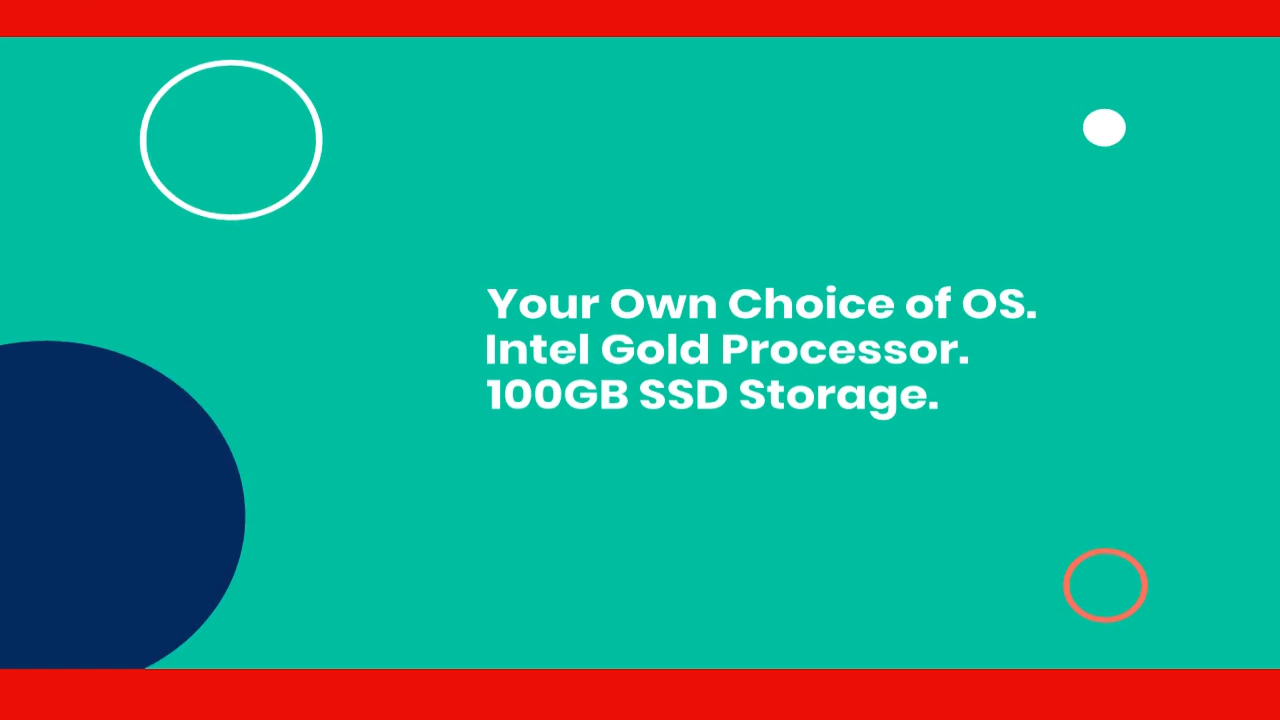 Your Own Choice of OS.
Intel Gold Processor.
100GB SSD Storage.